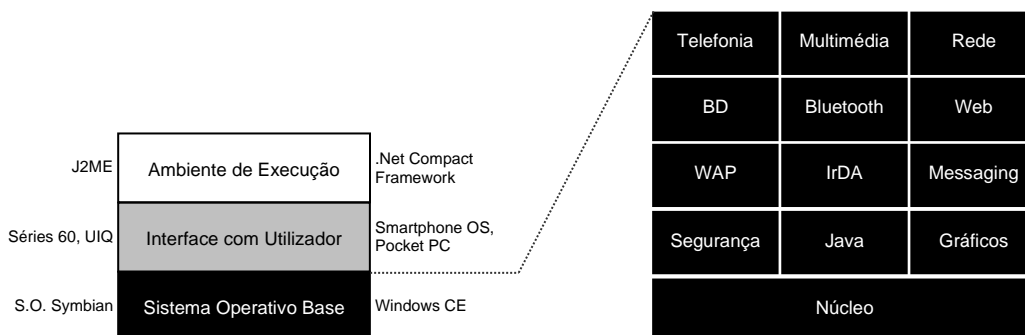 Telefonia Multimédia Rede
BD Bluetooth Web
J2ME Ambiente de Execução .Net Compact
Framework
WAP IrDA Messaging
Séries 60, UIQ Interface com Utilizador Smartphone OS,
Pocket PC
Segurança Java Gráficos
S.O. Symbian Sistema Operativo Base Windows CE
Núcleo